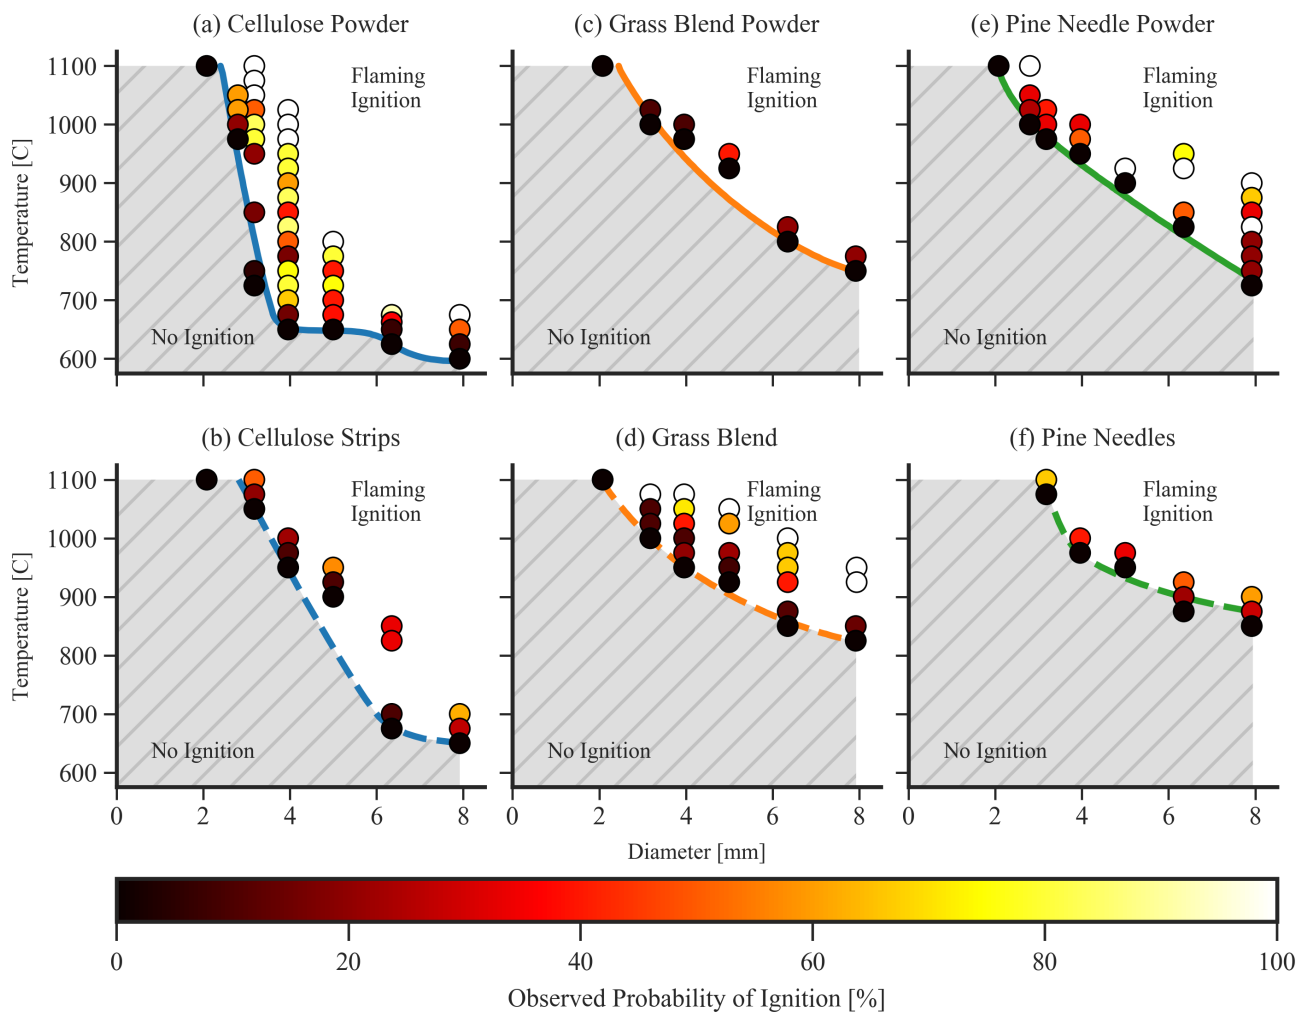 (a) Cellulose Powder
(c) Grass Blend Powder
(e) Pine Needle Powder
1100
1000
900
800
700
600
Temperature [C]
Flaming
Ignition
No Ignition
Flaming
Ignition
No Ignition
Flaming
Ignition
No Ignition
(b) Cellulose Strips
(d) Grass Blend
(f) Pine Needles
1100
1000
900
800
700
600
Temperature [C]
Flaming
Ignition
No Ignition
Flaming
Ignition
No Ignition
Flaming
Ignition
No Ignition
0 2 4 6 8
0 2 4 6 8
0 2 4 6 8
Diameter [mm]
0 20 40 60 80 100
Observed Probability of Ignition [%]